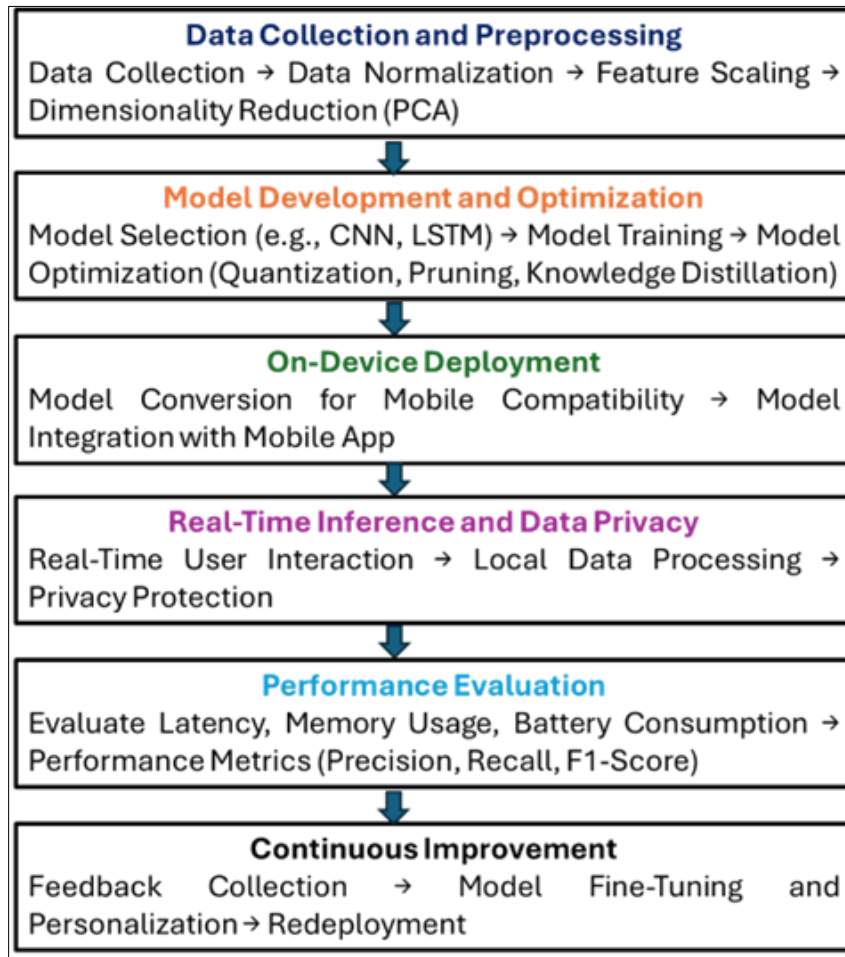 Data Collection and Preprocessing
Data Collection → Data Normalization → Feature Scaling →
Dimensionality Reduction (PCA)
Model Development and Optimization
Model Selection (e.g., CNN, LSTM) → Model Training → Model
Optimization (Quantization, Pruning, Knowledge Distillation)
On-Device Deployment
Model Conversion for Mobile Compatibility → Model
Integration with Mobile App
Real-Time Inference and Data Privacy
Real-Time User Interaction → Local Data Processing →
Privacy Protection
Performance Evaluation
Evaluate Latency, Memory Usage, Battery Consumption →
Performance Metrics (Precision, Recall, F1-Score)
Continuous Improvement
Feedback Collection → Model Fine-Tuning and
Personalization → Redeployment